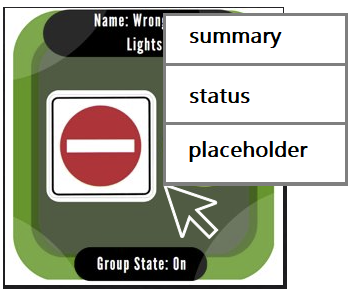 Name: Wrong
Lights
summary
status
placeholder
Group State: On